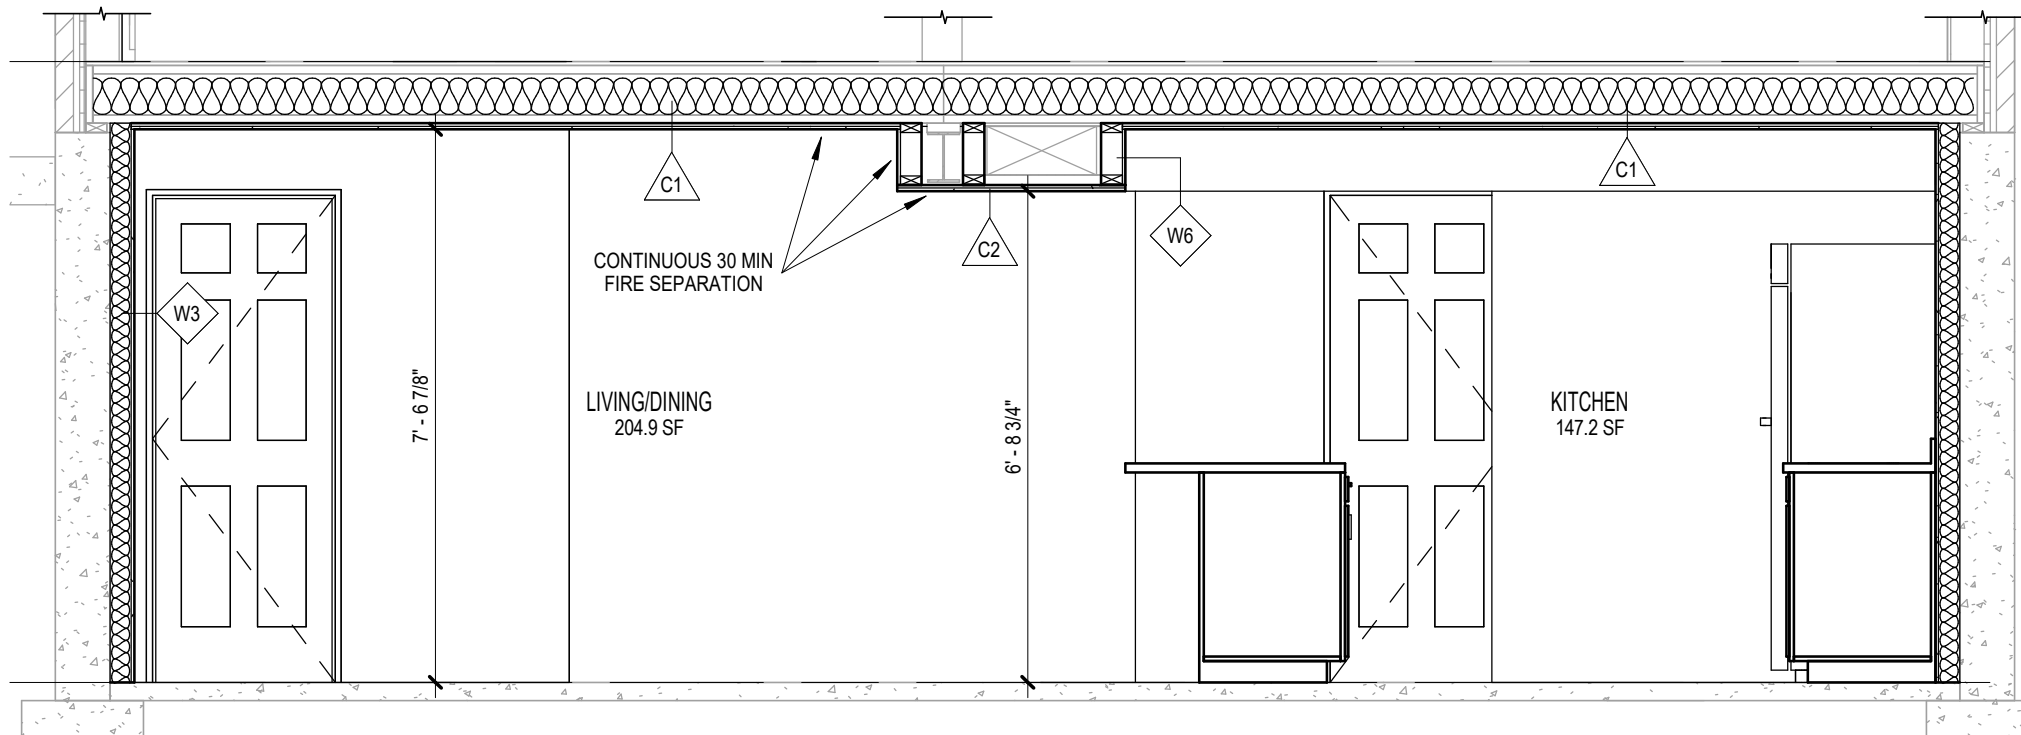 C1
C1
W6
C2
CONTINUOUS 30 MIN
FIRE SEPARATION
W3
7' - 6 7/8"
LIVING/DINING
204.9 SF
6' - 8 3/4"
KITCHEN
147.2 SF